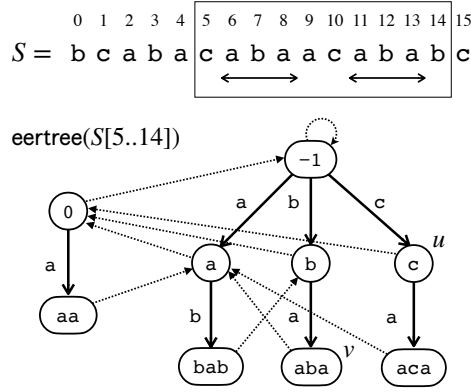 0 1 2 3 4 5 6 7 8 9 10 11 12 13 14 15
S = b c a b a c a b a a c a b a b c
eertree(S[5..14])
-1
a b c
0 u
a a b c
b a a
aa
bab aba v aca